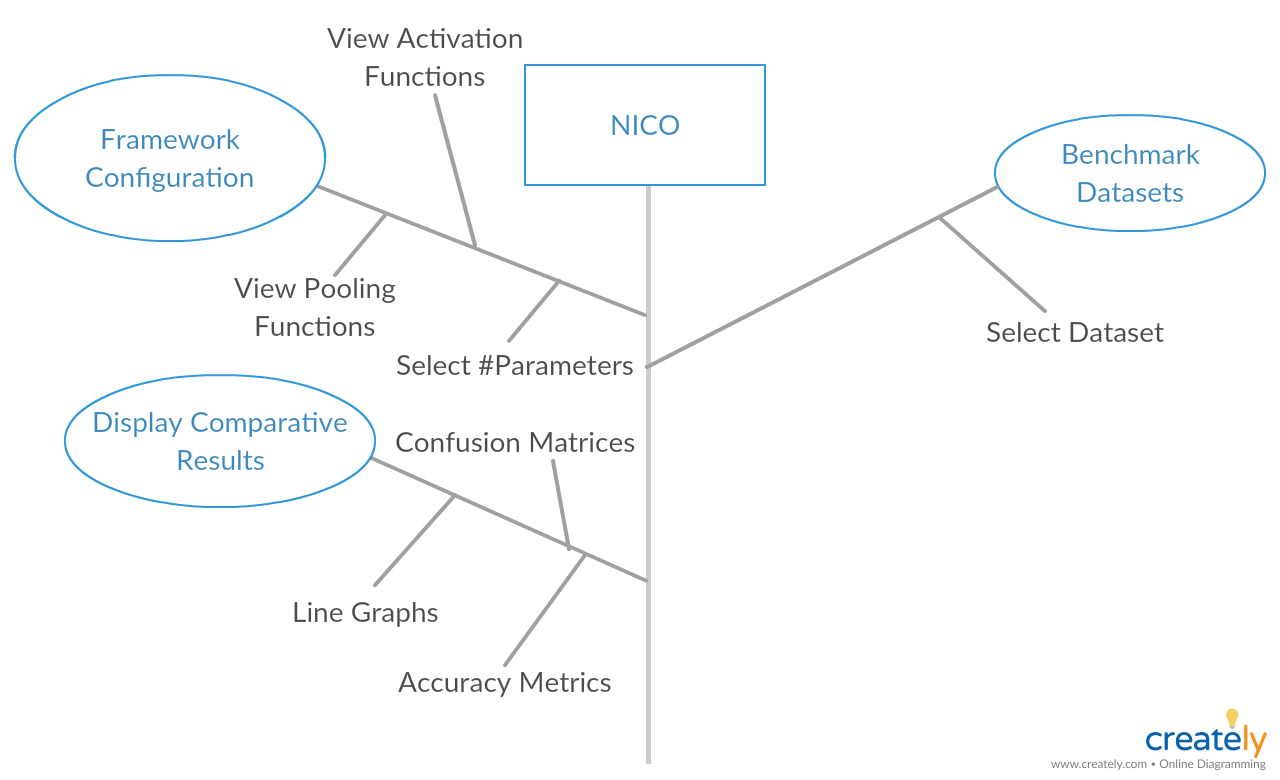 View Activation
Functions
NICO
Framework
Configuration
Benchmark
Datasets
View Pooling
Functions
Select Dataset
Select #Parameters
Display Comparative
Results
Confusion Matrices
Line Graphs
Accuracy Metrics
creately
www.creately.com • Online Diagramming